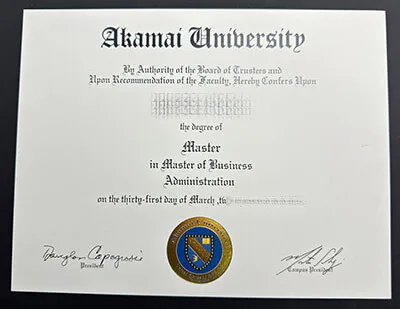 Akamai University
By Authority of the Board of Trustees and
Upon Recommendation of the Faculty, Hereby Confers Upon
the degree of
Master
in Master of Business
Administration
on the thirty-first day of March
President
Campus President